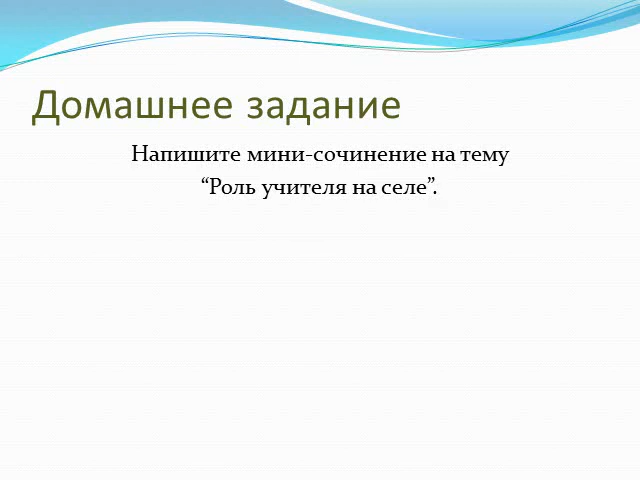 Домашнее задание
Напишите мини-сочинение на тему
“Роль учителя на селе”.